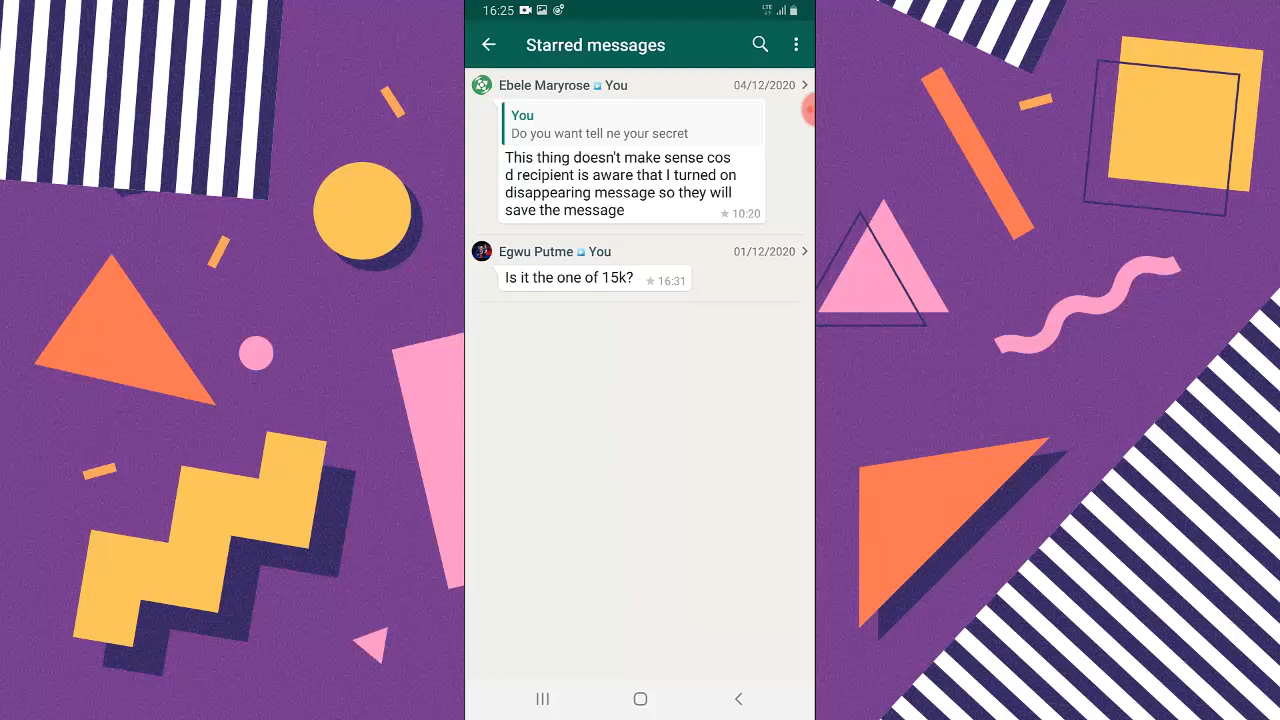 16:25 LTE
Starred messages
Ebele Maryrose You 04/12/2020
You
Do you want tell ne your secret
This thing doesn't make sense cos
d recipient is aware that I turned on
disappearing message so they will
save the message
10:20
Egwu Putme You 01/12/2020
Is it the one of 15k? 16:31